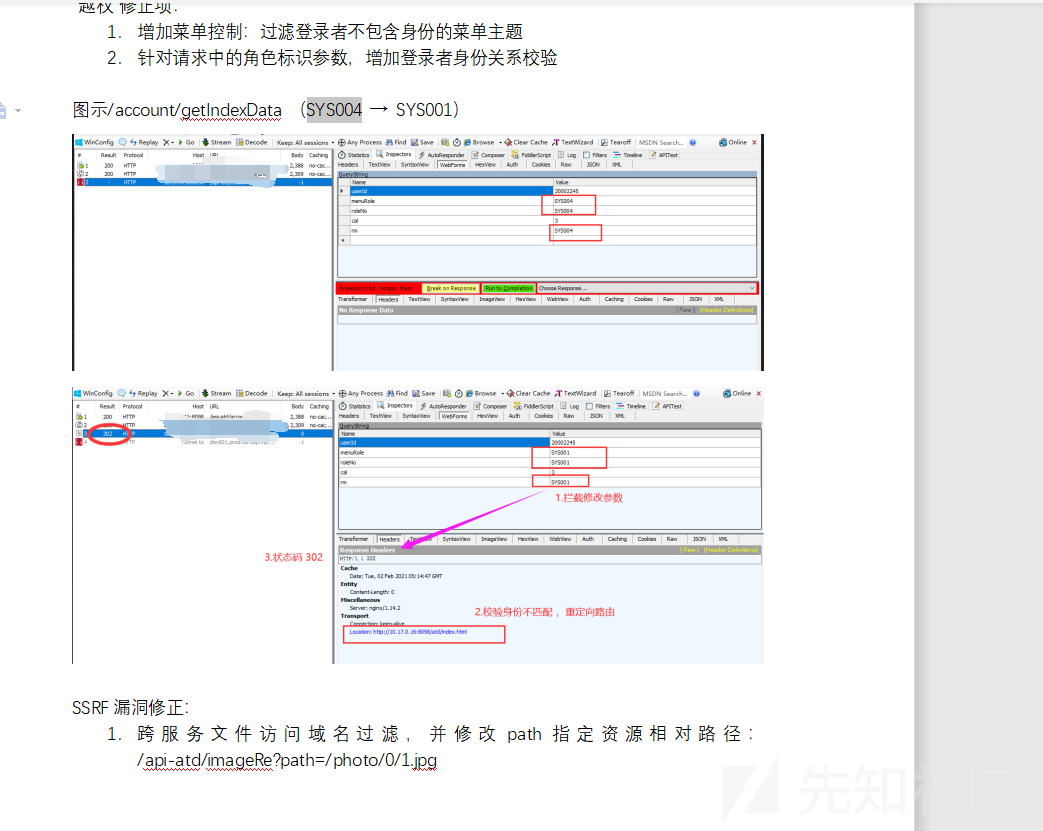 越权 修正项:
1. 增加菜单控制：过滤登录者不包含身份的菜单主题
2. 针对请求中的角色标识参数，增加登录者身份关系校验
图示/account/getIndexData （SYS004 → SYS001）
WinConfig Replay X Go Stream Decode Keep: All sessions Any Process Find Save Browse Clear Cache TextWizard Tearoff MSDN Search... Online X
# Result Protocol Host URL Body Caching
1 200 HTTP 2,388 no-cac...
2 200 HTTP 2,309 no-cac...
3 - HTTP -1
Statistics Inspectors AutoResponder Composer FiddlerScript Log Filters Timeline APITest
Headers TextView SyntaxView WebForms HexView Auth Cookies Raw JSON XML
QueryString
Name Value
userId 20002245
menuRole SYS004
roleNo SYS004
cal 3
rm SYS004
Breakpoint hit. Tamper, then: Break on Response Run to Completion Choose Response...
Transformer Headers TextView SyntaxView ImageView HexView WebView Auth Caching Cookies Raw JSON XML
No Response Data [Raw] [Header Definitions]
WinConfig Replay X Go Stream Decode Keep: All sessions Any Process Find Save Browse Clear Cache TextWizard Tearoff MSDN Search... Online X
# Result Protocol Host URL Body Caching
1 200 HTTP 2,388 no-cac...
2 200 HTTP 2,309 no-cac...
302 0
Tunnel to -1
Statistics Inspectors AutoResponder Composer FiddlerScript Log Filters Timeline APITest
Headers TextView SyntaxView WebForms HexView Auth Cookies Raw JSON XML
QueryString
Name Value
userId 20002245
menuRole SYS001
roleNo SYS001
cal 3
rm SYS001
1.拦截修改参数
Transformer Headers TextView SyntaxView ImageView HexView WebView Auth Caching Cookies Raw JSON XML
Response Headers [Raw] [Header Definitions]
HTTP/1.1 302
3.状态码 302
Cache
Date: Tue, 02 Feb 2021 05:14:47 GMT
Entity
Content-Length: 0
Miscellaneous
Server: nginx/1.14.2
2.校验身份不匹配 ，重定向路由
Transport
Connection: keep-alive
Location: http://10.17.0.16:8098/atd/index.html
SSRF 漏洞修正：
1. 跨服务文件访问域名过滤，并修改 path 指定资源相对路径：
/api-atd/imageRe?path=/photo/0/1.jpg
先知社区